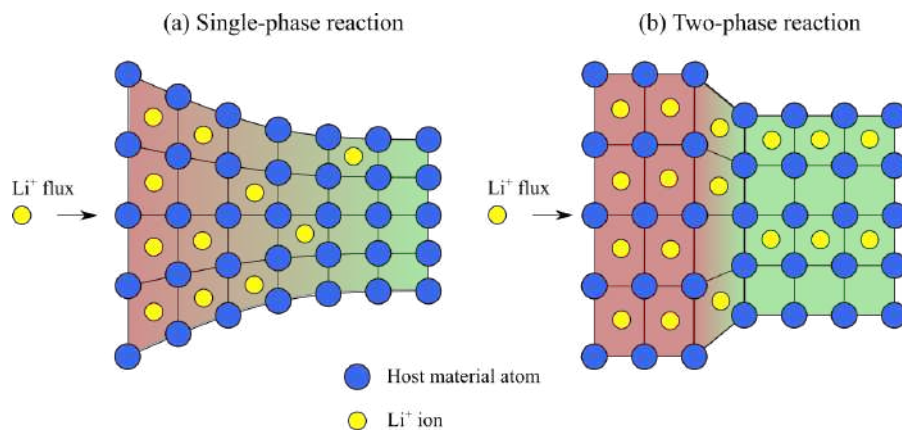 (a) Single-phase reaction
(b) Two-phase reaction
Li⁺ flux
Li⁺ flux
Host material atom
Li⁺ ion